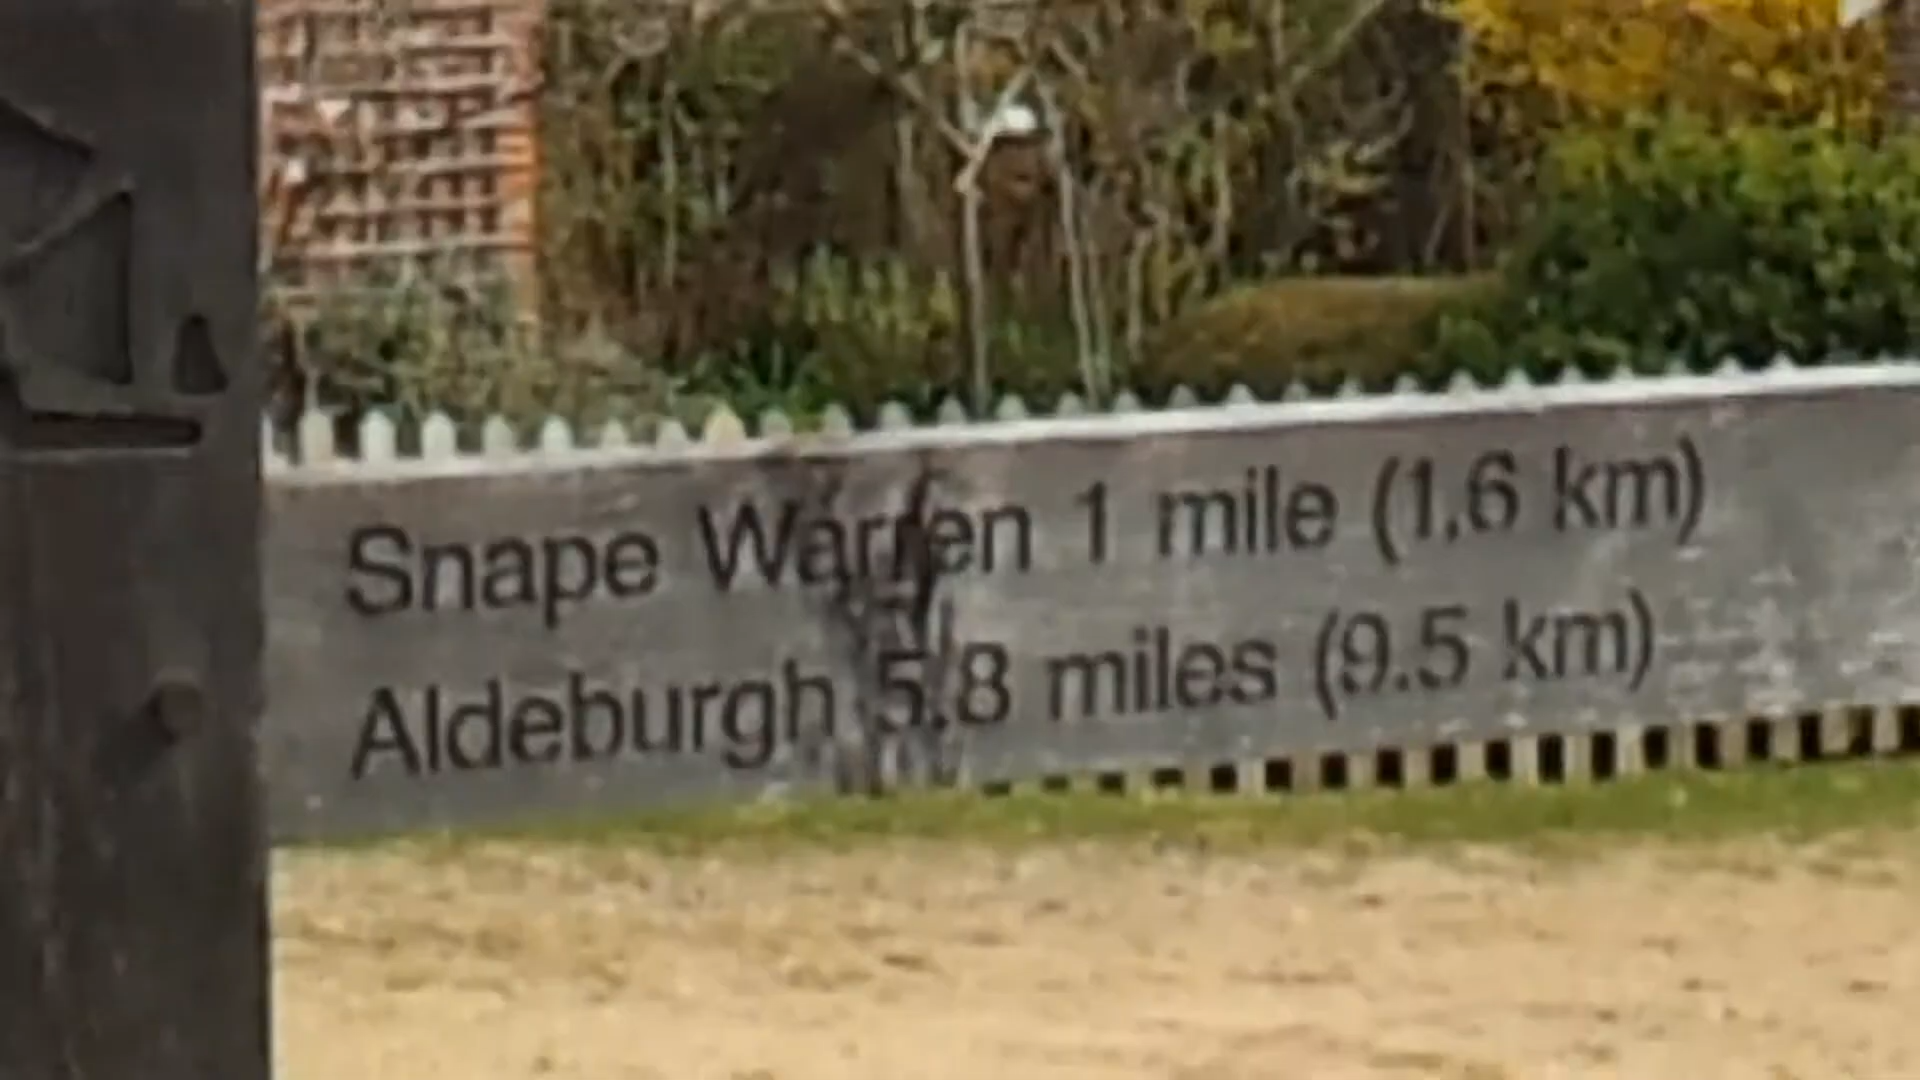 Snape Warren 1 mile (1.6 km)
Aldeburgh 5.8 miles (9.5 km)